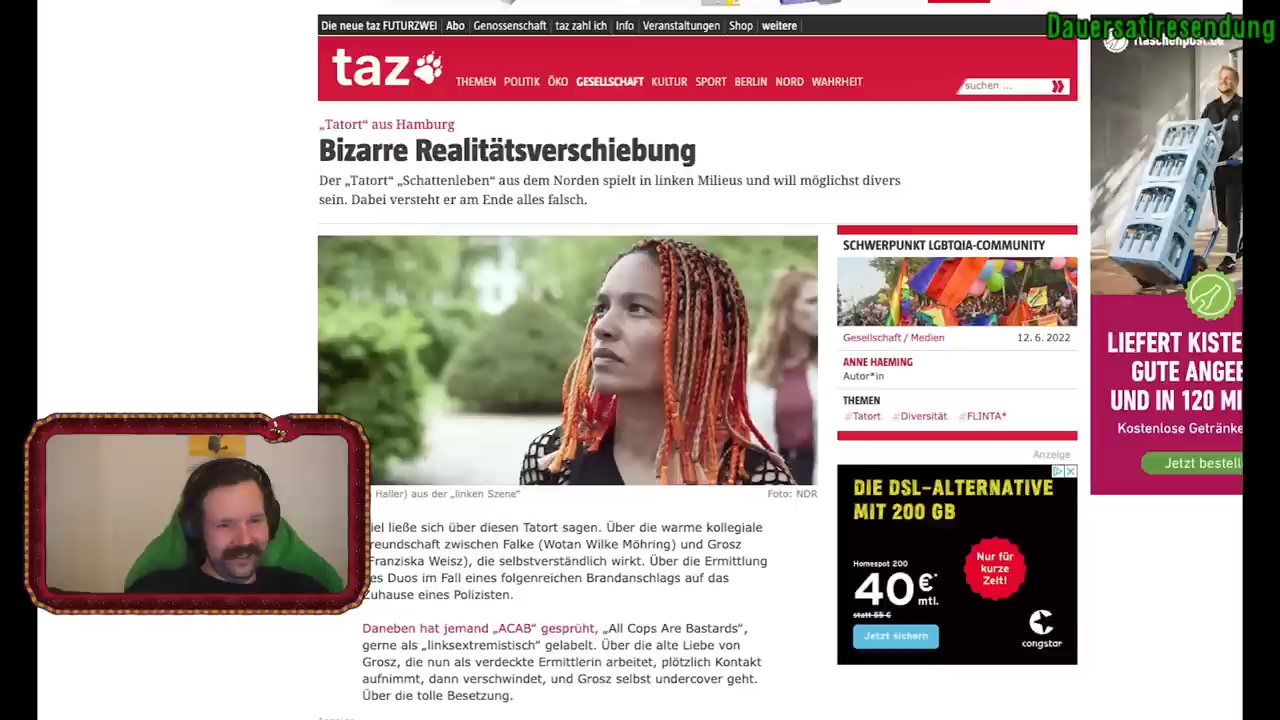 Dauersatiresendung
Die neue taz FUTURZWEI Abo Genossenschaft taz zahl ich Info Veranstaltungen Shop weitere
taz
THEMEN POLITIK ÖKO GESELLSCHAFT KULTUR SPORT BERLIN NORD WAHRHEIT
suchen ...
„Tatort“ aus Hamburg
Bizarre Realitätsverschiebung
Der „Tatort“ „Schattenleben“ aus dem Norden spielt in linken Milieus und will möglichst divers
sein. Dabei versteht er am Ende alles falsch.
Haller) aus der „linken Szene“
Foto: NDR
iel ließe sich über diesen Tatort sagen. Über die warme kollegiale
reundschaft zwischen Falke (Wotan Wilke Möhring) und Grosz
Franziska Weisz), die selbstverständlich wirkt. Über die Ermittlung
es Duos im Fall eines folgenreichen Brandanschlags auf das
Zuhause eines Polizisten.
Daneben hat jemand „ACAB“ gesprüht, „All Cops Are Bastards“,
gerne als „linksextremistisch“ gelabelt. Über die alte Liebe von
Grosz, die nun als verdeckte Ermittlerin arbeitet, plötzlich Kontakt
aufnimmt, dann verschwindet, und Grosz selbst undercover geht.
Über die tolle Besetzung.
SCHWERPUNKT LGBTQIA-COMMUNITY
Gesellschaft / Medien 12. 6. 2022
ANNE HAEMING
Autor*in
THEMEN
#Tatort #Diversität #FLINTA*
Anzeige
DIE DSL-ALTERNATIVE
MIT 200 GB
Homespot 200
40 €* mtl.
statt 55 €
Nur für
kurze
Zeit!
Jetzt sichern
congstar
flaschenpost.de
LIEFERT KISTE
GUTE ANGE
UND IN 120 MI
Kostenlose Getränke
Jetzt bestell